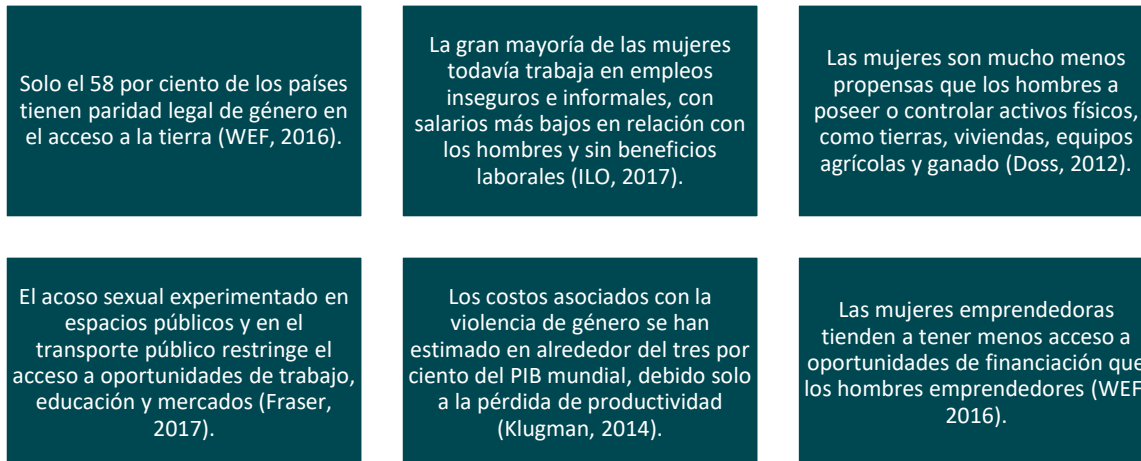 Solo el 58 por ciento de los países
tienen paridad legal de género en
el acceso a la tierra (WEF, 2016).
La gran mayoría de las mujeres
todavía trabaja en empleos
inseguros e informales, con
salarios más bajos en relación con
los hombres y sin beneficios
laborales (ILO, 2017).
Las mujeres son mucho menos
propensas que los hombres a
poseer o controlar activos físicos,
como tierras, viviendas, equipos
agrícolas y ganado (Doss, 2012).
El acoso sexual experimentado en
espacios públicos y en el
transporte público restringe el
acceso a oportunidades de trabajo,
educación y mercados (Fraser,
2017).
Los costos asociados con la
violencia de género se han
estimado en alrededor del tres por
ciento del PIB mundial, debido solo
a la pérdida de productividad
(Klugman, 2014).
Las mujeres emprendedoras
tienden a tener menos acceso a
oportunidades de financiación que
los hombres emprendedores (WEF
2016).